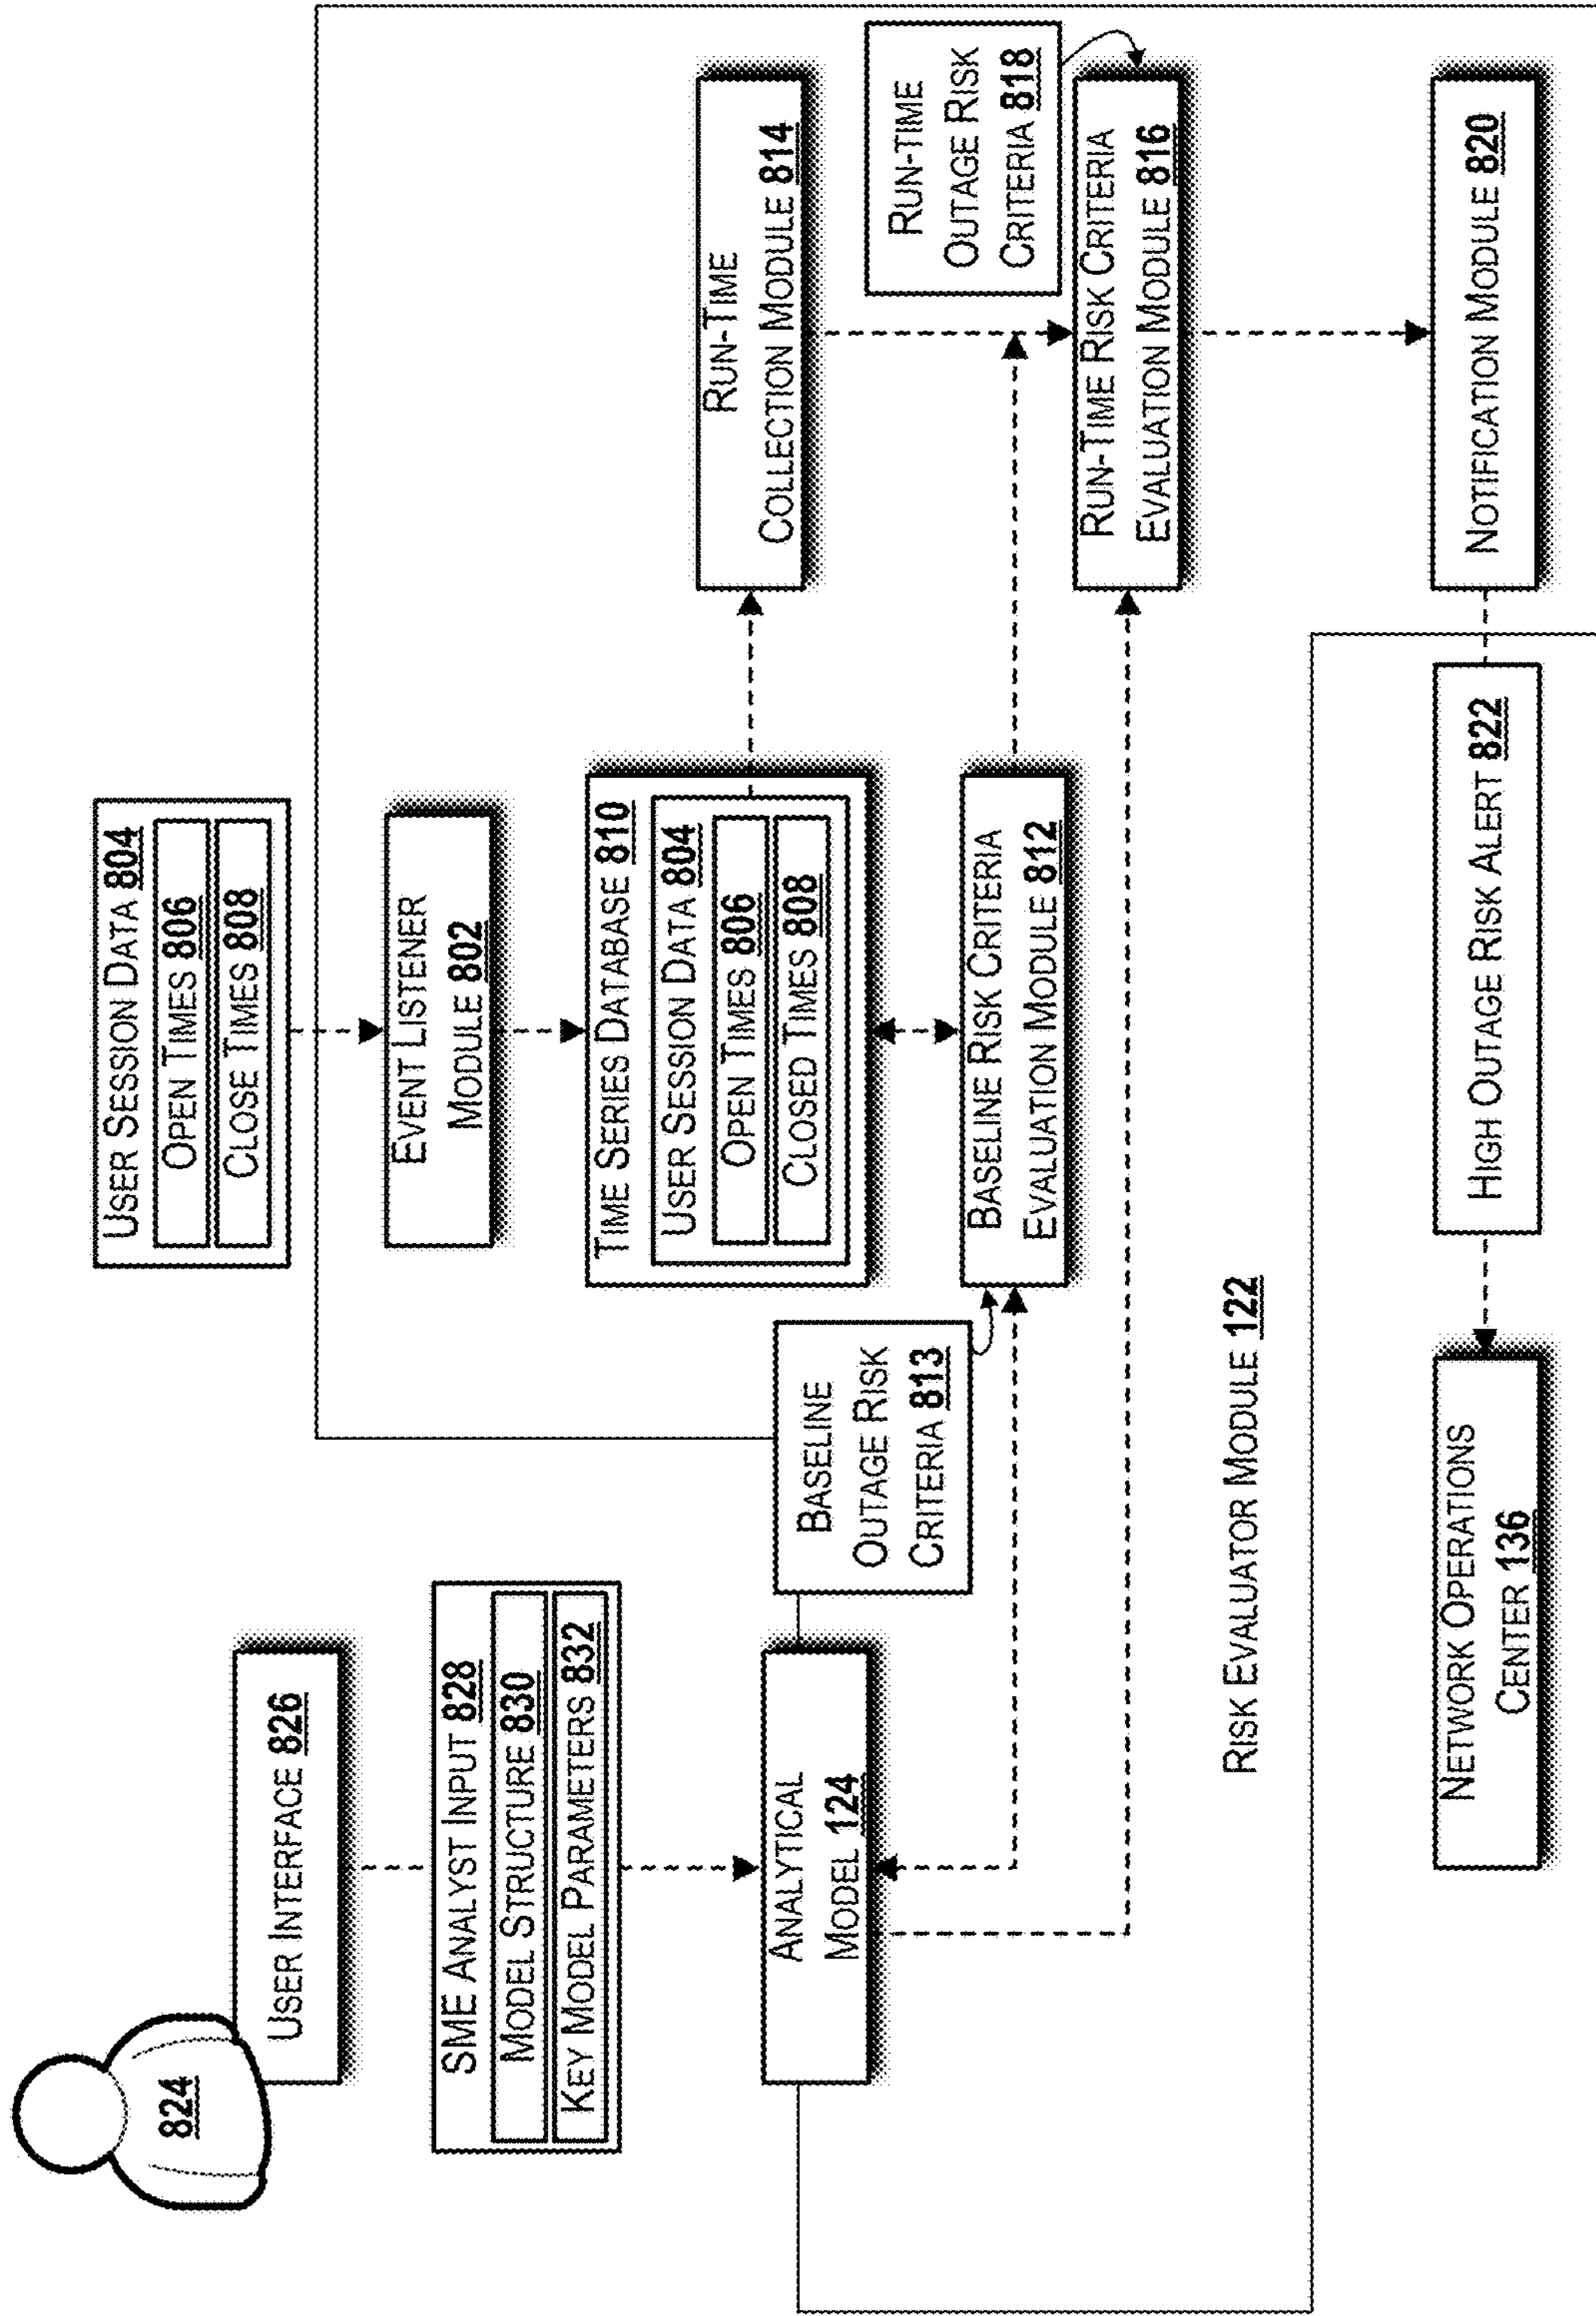 824
USER INTERFACE 826
SME ANALYST INPUT 828
MODEL STRUCTURE 830
KEY MODEL PARAMETERS 832
ANALYTICAL
MODEL 124
BASELINE
OUTAGE RISK
CRITERIA 813
USER SESSION DATA 804
OPEN TIMES 806
CLOSE TIMES 808
EVENT LISTENER
MODULE 802
TIME SERIES DATABASE 810
USER SESSION DATA 804
OPEN TIMES 806
CLOSED TIMES 808
BASELINE RISK CRITERIA
EVALUATION MODULE 812
RUN-TIME
COLLECTION MODULE 814
RUN-TIME
OUTAGE RISK
CRITERIA 818
RUN-TIME RISK CRITERIA
EVALUATION MODULE 816
RISK EVALUATOR MODULE 122
NETWORK OPERATIONS
CENTER 136
HIGH OUTAGE RISK ALERT 822
NOTIFICATION MODULE 820